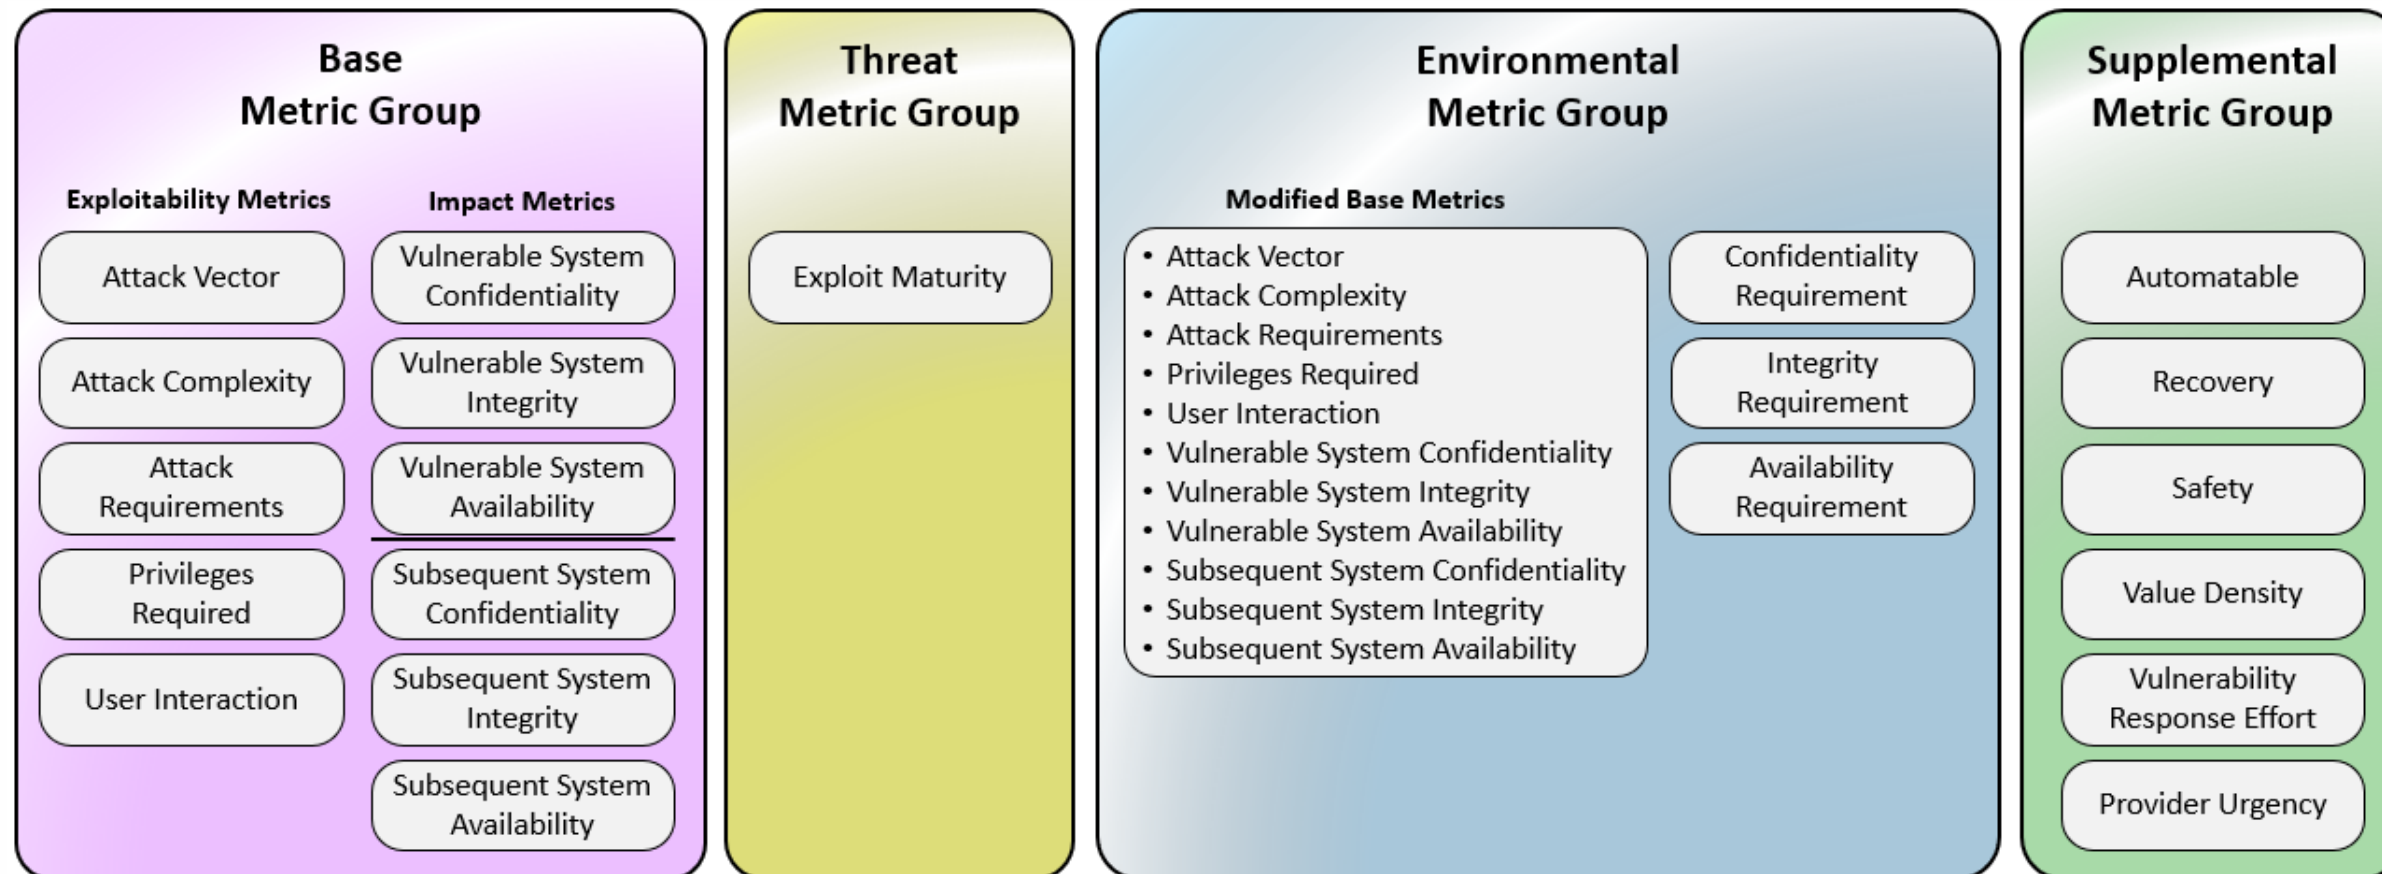 Base
Metric Group
Exploitability Metrics
Attack Vector
Attack Complexity
Attack
Requirements
Privileges
Required
User Interaction
Impact Metrics
Vulnerable System
Confidentiality
Vulnerable System
Integrity
Vulnerable System
Availability
Subsequent System
Confidentiality
Subsequent System
Integrity
Subsequent System
Availability
Threat
Metric Group
Exploit Maturity
Environmental
Metric Group
Modified Base Metrics
• Attack Vector
• Attack Complexity
• Attack Requirements
• Privileges Required
• User Interaction
• Vulnerable System Confidentiality
• Vulnerable System Integrity
• Vulnerable System Availability
• Subsequent System Confidentiality
• Subsequent System Integrity
• Subsequent System Availability
Confidentiality
Requirement
Integrity
Requirement
Availability
Requirement
Supplemental
Metric Group
Automatable
Recovery
Safety
Value Density
Vulnerability
Response Effort
Provider Urgency